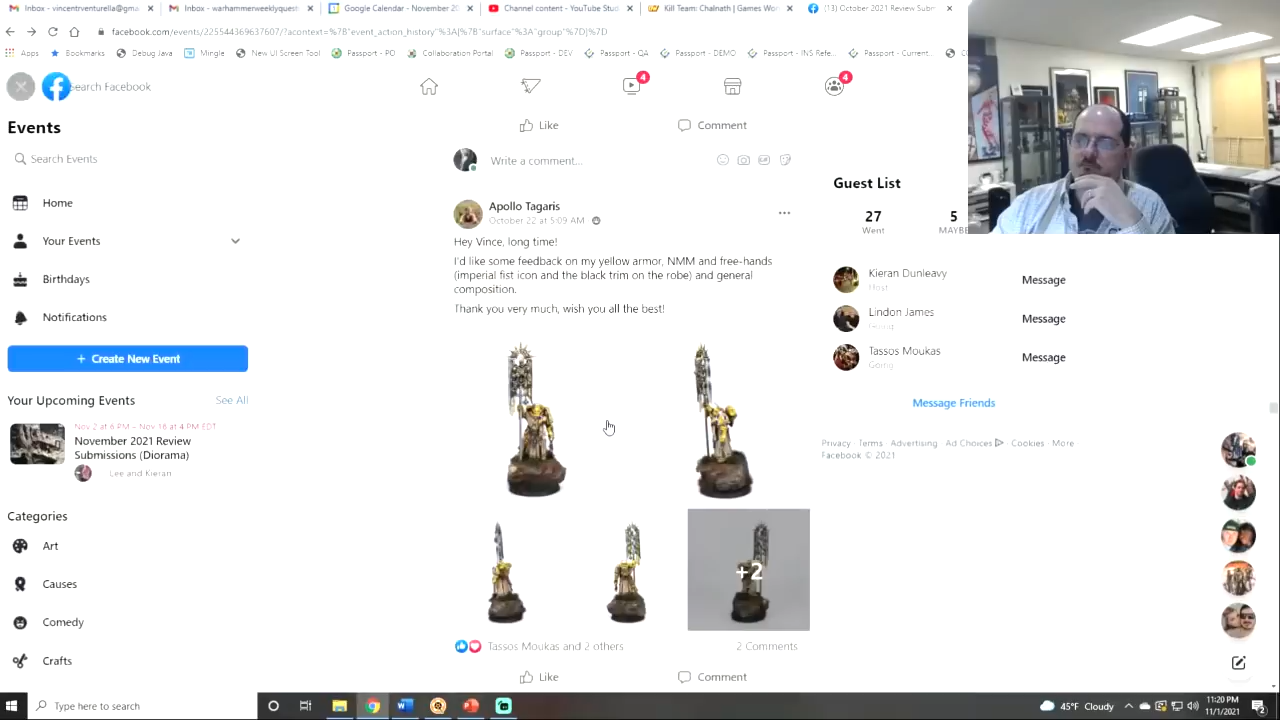 Inbox - vincentrventurella@gma
Inbox - warhammerweeklyquest
Google Calendar - November 20
Channel content - YouTube Stu
Kill Team: Chalnath | Games Wor
(13) October 2021 Review Subm
facebook.com/events/225544369637607/?acontext=%7B"event_action_history"%3A[%7B"surface"%3A"group"%7D]%7D
Apps
Bookmarks
Debug Java
Mingle
New UI Screen Tool
Passport - PO
Collaboration Portal
Passport - DEV
Passport - QA
Passport - DEMO
Passport - INS Refe...
Passport - Current...
Search Facebook
4
4
Events
Search Events
Home
Your Events
Birthdays
Notifications
+ Create New Event
Your Upcoming Events
See All
Nov 2 at 6 PM – Nov 16 at 4 PM EDT
November 2021 Review
Submissions (Diorama)
Lee and Kieran
Categories
Art
Causes
Comedy
Crafts
Like
Comment
Write a comment...
Apollo Tagaris
October 22 at 5:09 AM
Hey Vince, long time!
I'd like some feedback on my yellow armor, NMM and free-hands
(imperial fist icon and the black trim on the robe) and general
composition.
Thank you very much, wish you all the best!
+2
Tassos Moukas and 2 others
2 Comments
Like
Comment
Guest List
27
Went
5
MAYBE
Kieran Dunleavy
Host
Message
Lindon James
Going
Message
Tassos Moukas
Going
Message
Message Friends
Privacy · Terms · Advertising · Ad Choices · Cookies · More
Facebook © 2021
Type here to search
45°F Cloudy
11:20 PM
11/1/2021
2